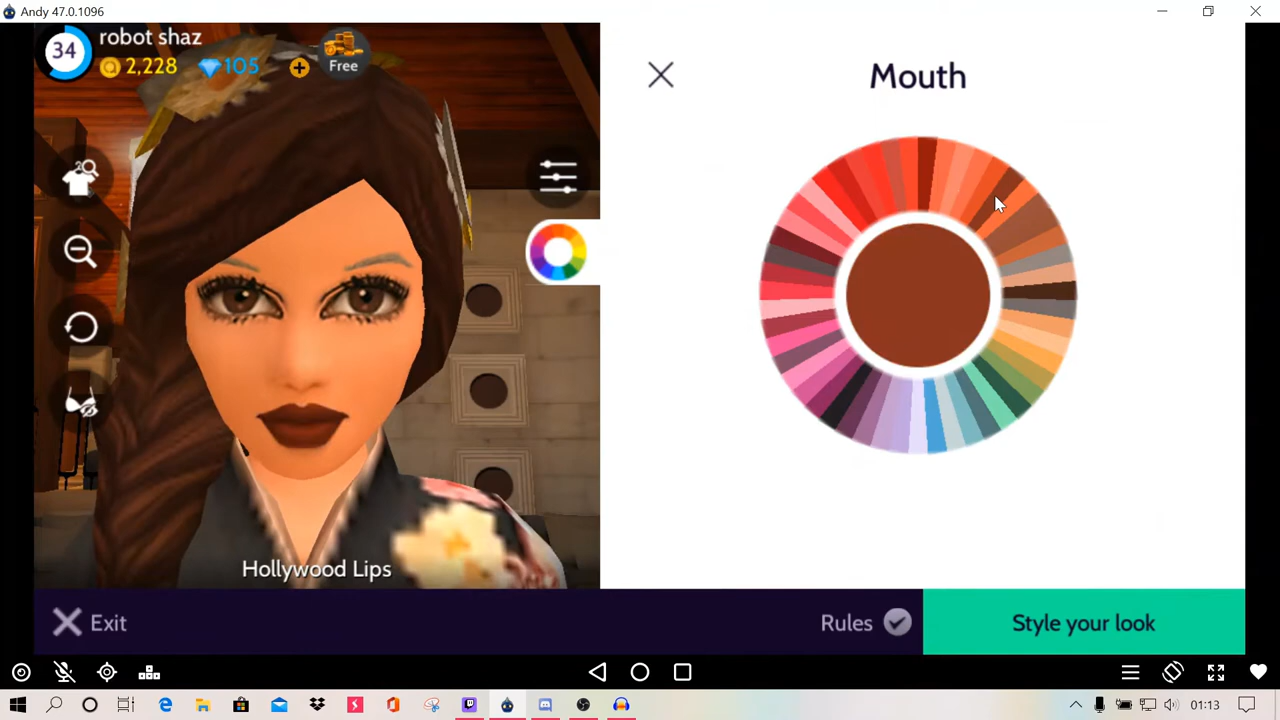 Andy 47.0.1096
34
robot shaz
2,228
105
Free
Mouth
Hollywood Lips
Exit
Rules
Style your look
01:13